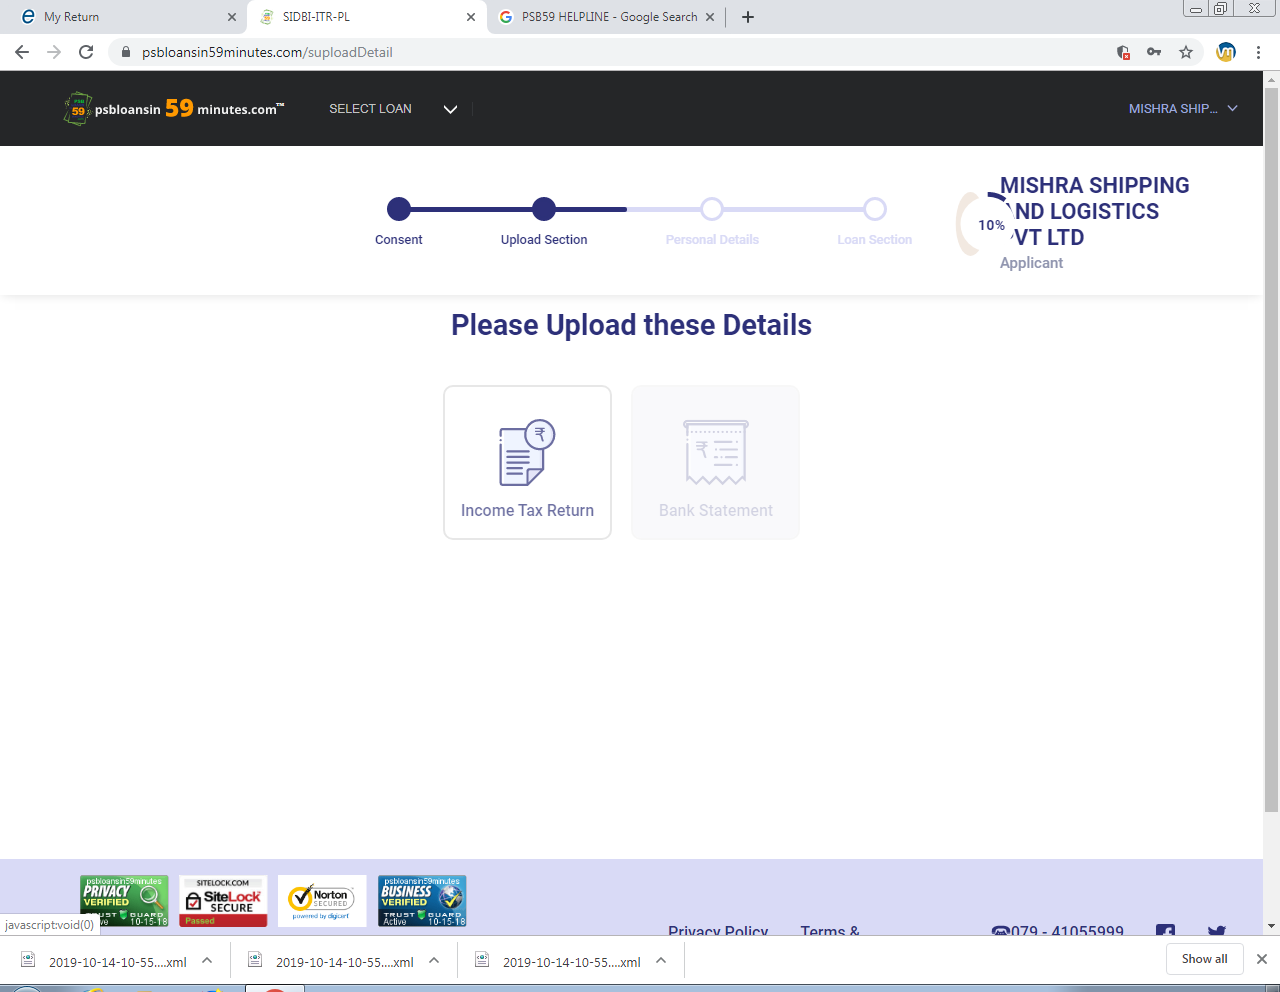 My Return
SIDBI-ITR-PL
PSB59 HELPLINE - Google Search
psbloansin59minutes.com/suploadDetail
PSB
59
psbloansin 59 minutes.com™
SELECT LOAN
MISHRA SHIP...
Consent
Upload Section
Personal Details
Loan Section
10%
MISHRA SHIPPING
ND LOGISTICS
VT LTD
Applicant
Please Upload these Details
₹
Income Tax Return
₹
Bank Statement
psbloansin59minutes
PRIVACY
VERIFIED
TRUST GUARD
10-15-18
SITELOCK.COM
SiteLock
SECURE
Passed
Norton
SECURED
powered by digicert
psbloansin59minutes
BUSINESS
VERIFIED
TRUST GUARD
Active 10-15-18
Privacy Policy
Terms &
079 - 41055999
javascript:void(0)
2019-10-14-10-55....xml
2019-10-14-10-55....xml
2019-10-14-10-55....xml
Show all